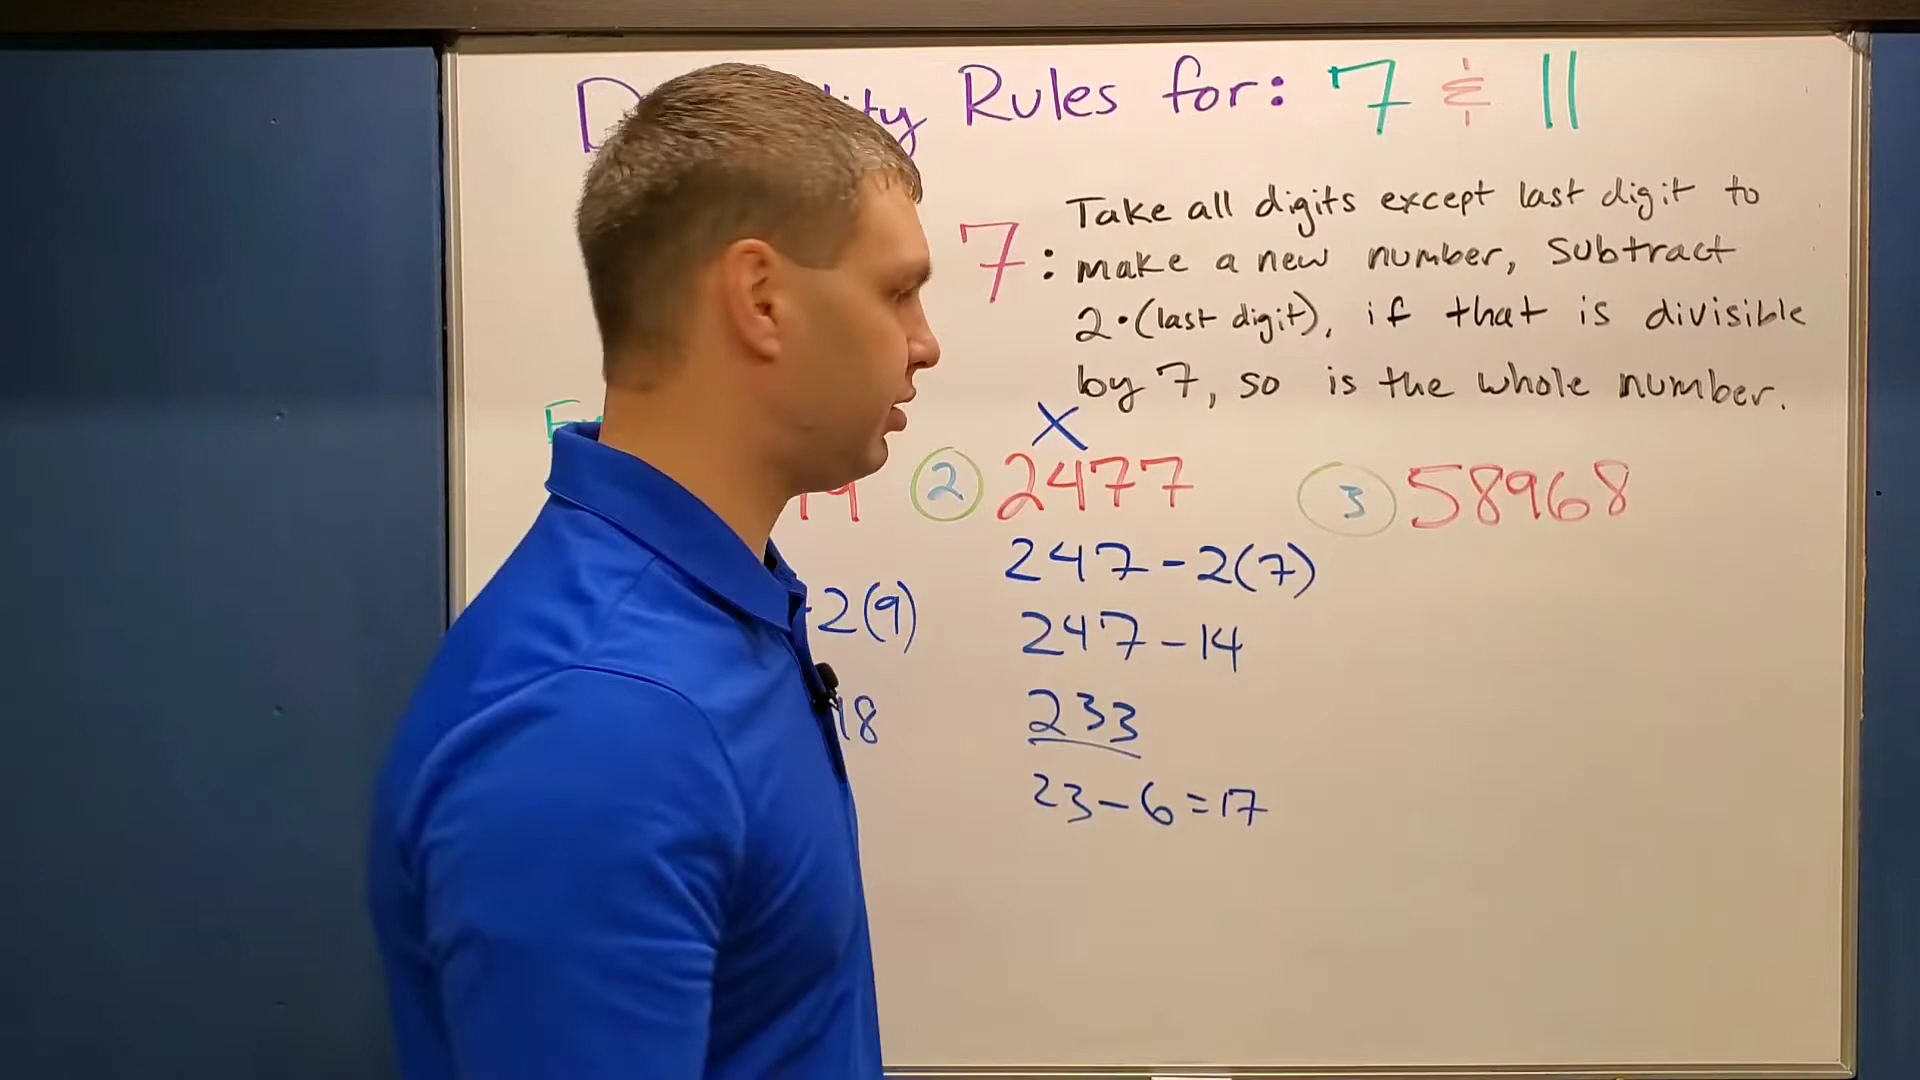 Rules for: 7 & 11
7: Take all digits except last digit to
make a new number, subtract
2·(last digit), if that is divisible
by 7, so is the whole number.
X
② 2477
③ 58968
2(9)
247-2(7)
247-14
18
233
23-6=17